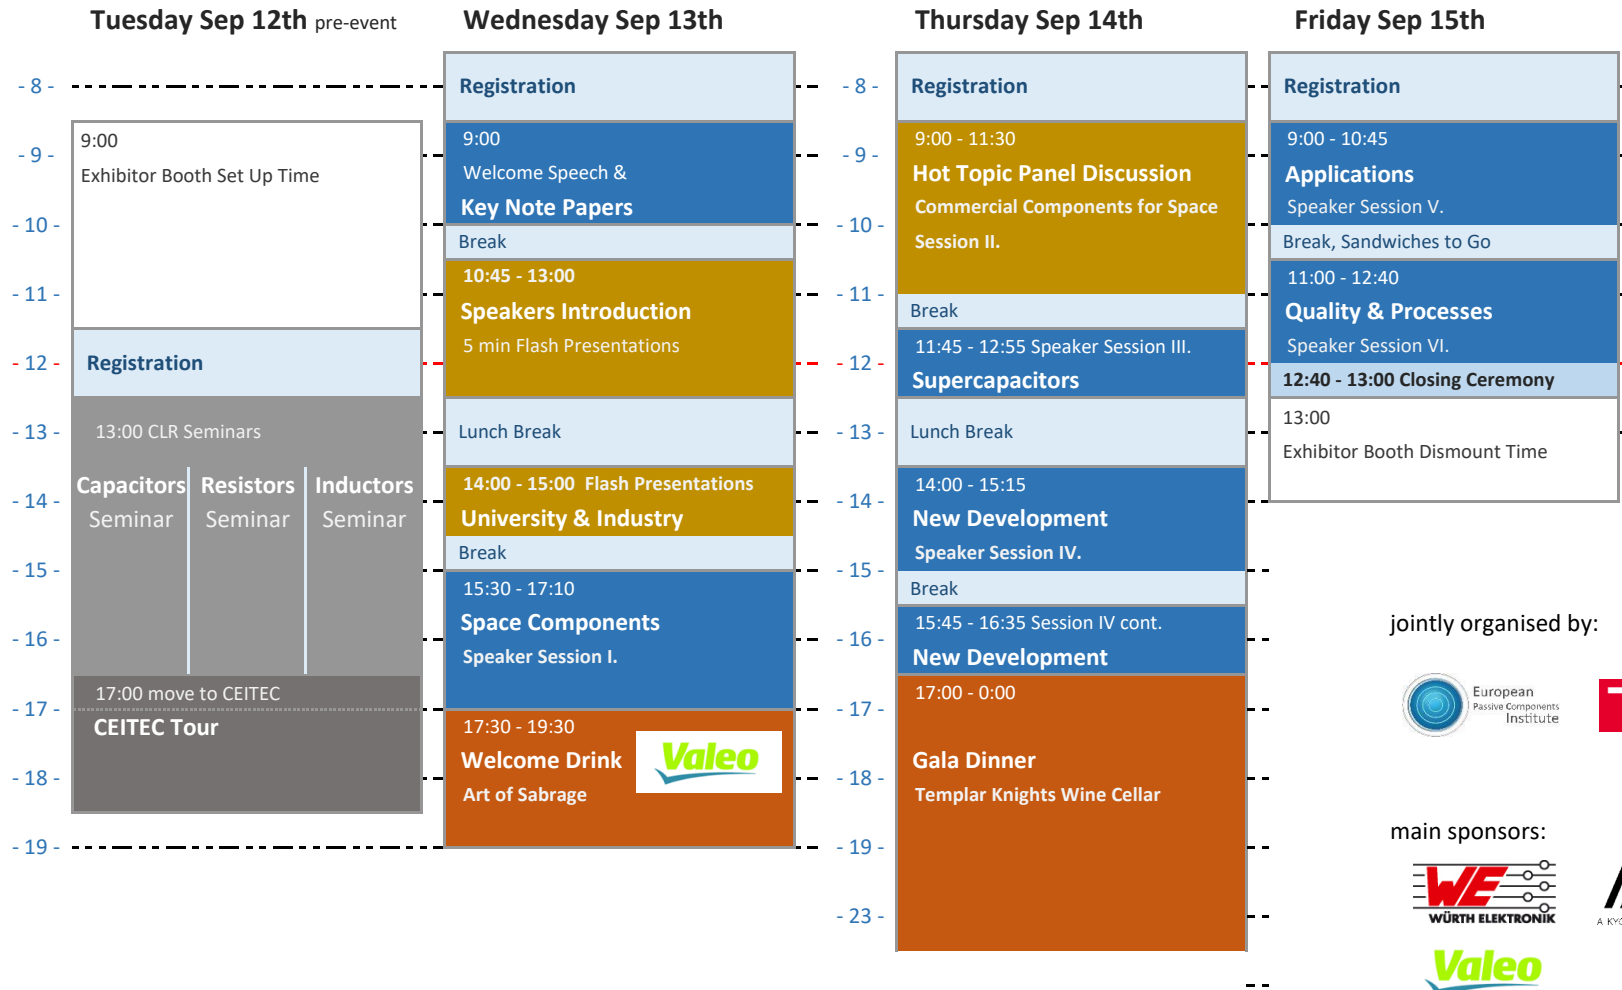 Tuesday Sep 12th pre-event
- 8 -
9:00
- 9 -
Exhibitor Booth Set Up Time
- 10 -
- 11 -
Registration
- 12 -
13:00 CLR Seminars
- 13 -
Capacitors Resistors Inductors
Seminar Seminar Seminar
- 14 -
- 15 -
- 16 -
17:00 move to CEITEC
- 17 -
CEITEC Tour
- 18 -
- 19 -
Wednesday Sep 13th
Registration
9:00
Welcome Speech &
Key Note Papers
Break
10:45 - 13:00
Speakers Introduction
5 min Flash Presentations
Lunch Break
14:00 - 15:00 Flash Presentations
University & Industry
Break
15:30 - 17:10
Space Components
Speaker Session I.
17:30 - 19:30
Welcome Drink
Art of Sabrage
Valeo
Thursday Sep 14th
- 8 -
Registration
9:00 - 11:30
- 9 -
Hot Topic Panel Discussion
Commercial Components for Space
- 10 -
Session II.
- 11 -
Break
11:45 - 12:55 Speaker Session III.
- 12 -
Supercapacitors
- 13 -
Lunch Break
14:00 - 15:15
- 14 -
New Development
Speaker Session IV.
- 15 -
Break
15:45 - 16:35 Session IV cont.
- 16 -
New Development
17:00 - 0:00
- 17 -
Gala Dinner
- 18 -
Templar Knights Wine Cellar
- 19 -
- 23 -
Friday Sep 15th
Registration
9:00 - 10:45
Applications
Speaker Session V.
Break, Sandwiches to Go
11:00 - 12:40
Quality & Processes
Speaker Session VI.
12:40 - 13:00 Closing Ceremony
13:00
Exhibitor Booth Dismount Time
jointly organised by:
European
Passive Components
Institute
main sponsors:
WE
WÜRTH ELEKTRONIK
Valeo